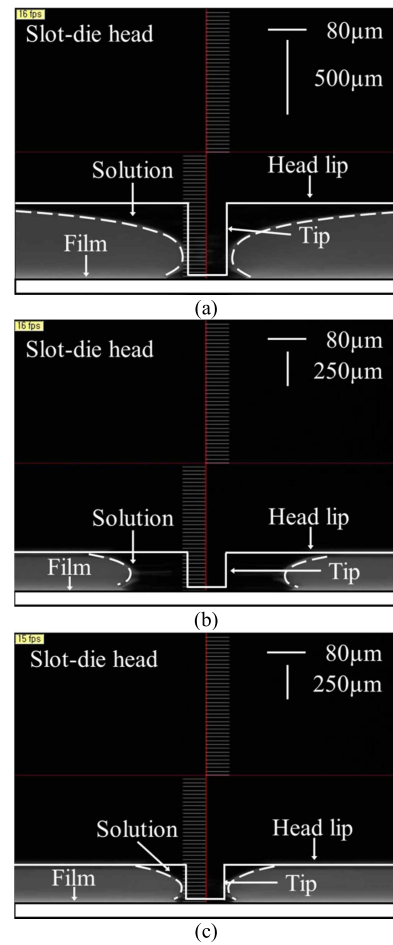 16 fps
Slot-die head
80µm
500µm
Solution
Head lip
Film
Tip
(a)
16 fps
Slot-die head
80µm
250µm
Solution
Head lip
Film
Tip
(b)
15 fps
Slot-die head
80µm
250µm
Solution
Head lip
Film
Tip
(c)